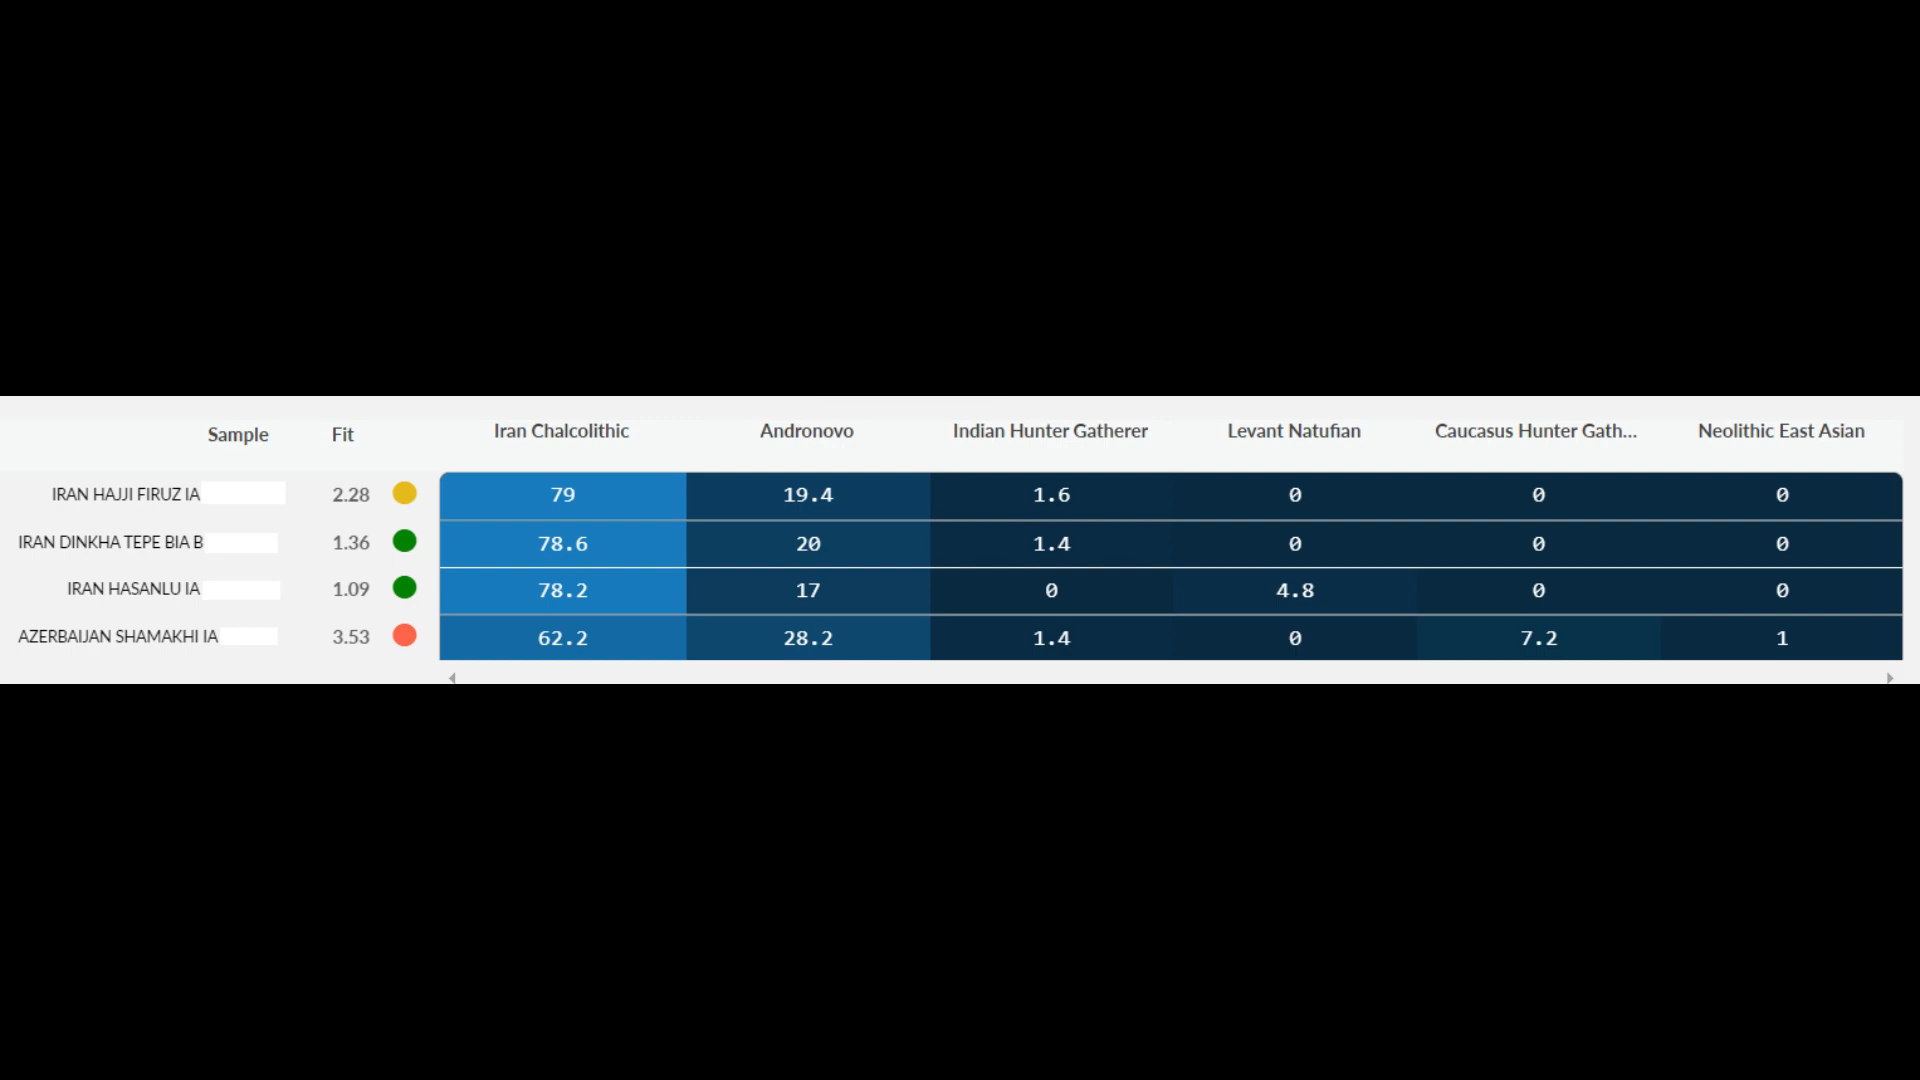 Sample Fit Iran Chalcolithic Andronovo Indian Hunter Gatherer Levant Natufian Caucasus Hunter Gath... Neolithic East Asian
IRAN HAJJI FIRUZ IA 2.28 79 19.4 1.6 0 0 0
IRAN DINKHA TEPE BIA B 1.36 78.6 20 1.4 0 0 0
IRAN HASANLU IA 1.09 78.2 17 0 4.8 0 0
AZERBAIJAN SHAMAKHI IA 3.53 62.2 28.2 1.4 0 7.2 1